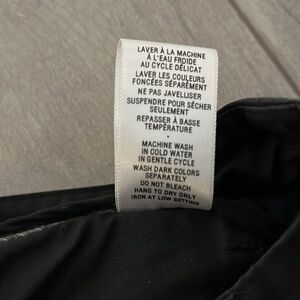 LAVER À LA MACHINE
À L'EAU FROIDE
AU CYCLE DÉLICAT
LAVER LES COULEURS
FONCÉES SÉPARÉMENT
NE PAS JAVELLISER
SUSPENDRE POUR SÉCHER
SEULEMENT
REPASSER À BASSE
TEMPÉRATURE
•
MACHINE WASH
IN COLD WATER
IN GENTLE CYCLE
WASH DARK COLORS
SEPARATELY
DO NOT BLEACH
HANG TO DRY ONLY
IRON AT LOW SETTING